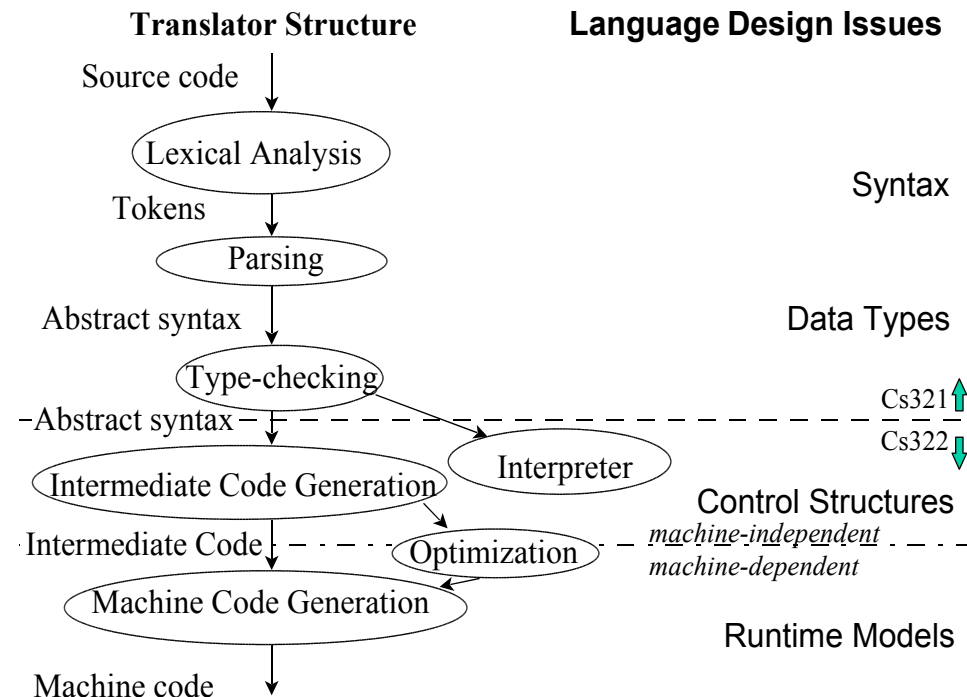 Translator Structure
Language Design Issues
Source code
Lexical Analysis
Syntax
Tokens
Parsing
Abstract syntax
Data Types
Type-checking
Cs321
Abstract syntax
Cs322
Interpreter
Intermediate Code Generation
Control Structures
machine-independent
Intermediate Code
Optimization
machine-dependent
Machine Code Generation
Runtime Models
Machine code